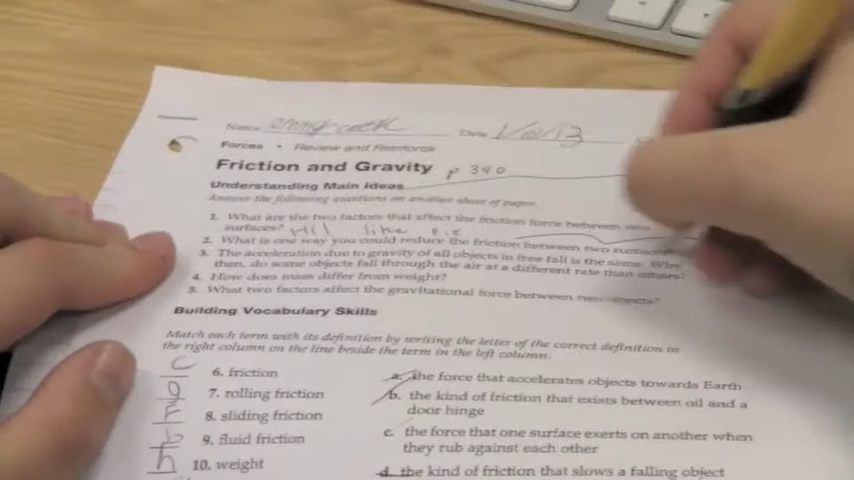 Name Date 1/10/13
Forces • Review and Reinforce
Friction and Gravity p 390
Understanding Main Ideas
Answer the following questions on another sheet of paper.
1. What are the two factors that affect the friction force between two
surfaces? Hi I like Pie
2. What is one way you could reduce the friction between two surfaces?
3. The acceleration due to gravity of all objects in free fall is the same. Why,
then, do some objects fall through the air at a different rate than others?
4. How does mass differ from weight?
5. What two factors affect the gravitational force between two objects?
Building Vocabulary Skills
Match each term with its definition by writing the letter of the correct definition in
the right column on the line beside the term in the left column.
C 6. friction
g 7. rolling friction
F 8. sliding friction
b 9. fluid friction
h 10. weight
a. the force that accelerates objects towards Earth
b. the kind of friction that exists between oil and a
door hinge
c. the force that one surface exerts on another when
they rub against each other
d. the kind of friction that slows a falling object